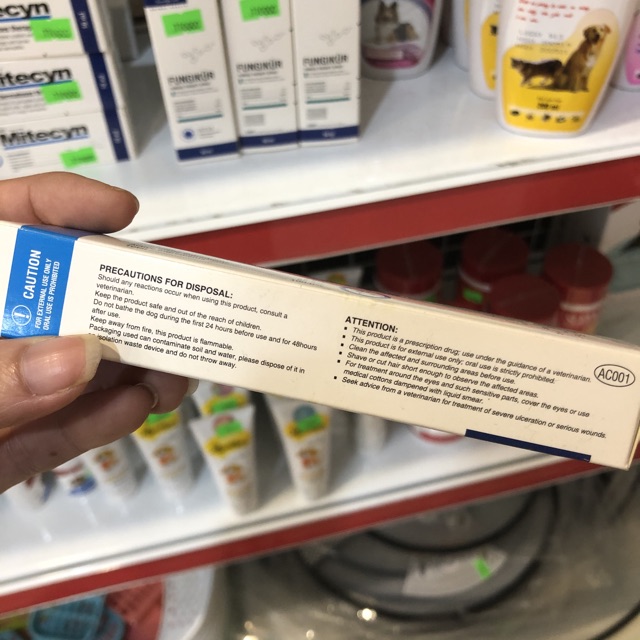 Mitecyn
Mitecyn
Mitecyn
FUNGNÜR
FUNGNÜR
FUNGNÜR
CAUTION
FOR EXTERNAL USE ONLY
ORAL USE IS PROHIBITED
PRECAUTIONS FOR DISPOSAL:
Should any reactions occur when using this product, consult a
veterinarian.
Keep the product safe and out of the reach of children.
Do not bathe the dog during the first 24 hours before use and for 48hours
after use.
Keep away from fire, this product is flammable.
Packaging used can contaminate soil and water, please dispose of it in
isolation waste device and do not throw away.
ATTENTION:
• This product is a prescription drug; use under the guidance of a veterinarian.
• This product is for external use only; oral use is strictly prohibited.
• Clean the affected and surrounding areas before use.
• Shave or cut hair short enough to observe the affected areas.
• For treatment around the eyes and such sensitive parts, cover the eyes or use
medical cottons dampened with liquid smear.
• Seek advice from a veterinarian for treatment of severe ulceration or serious wounds.
AC001